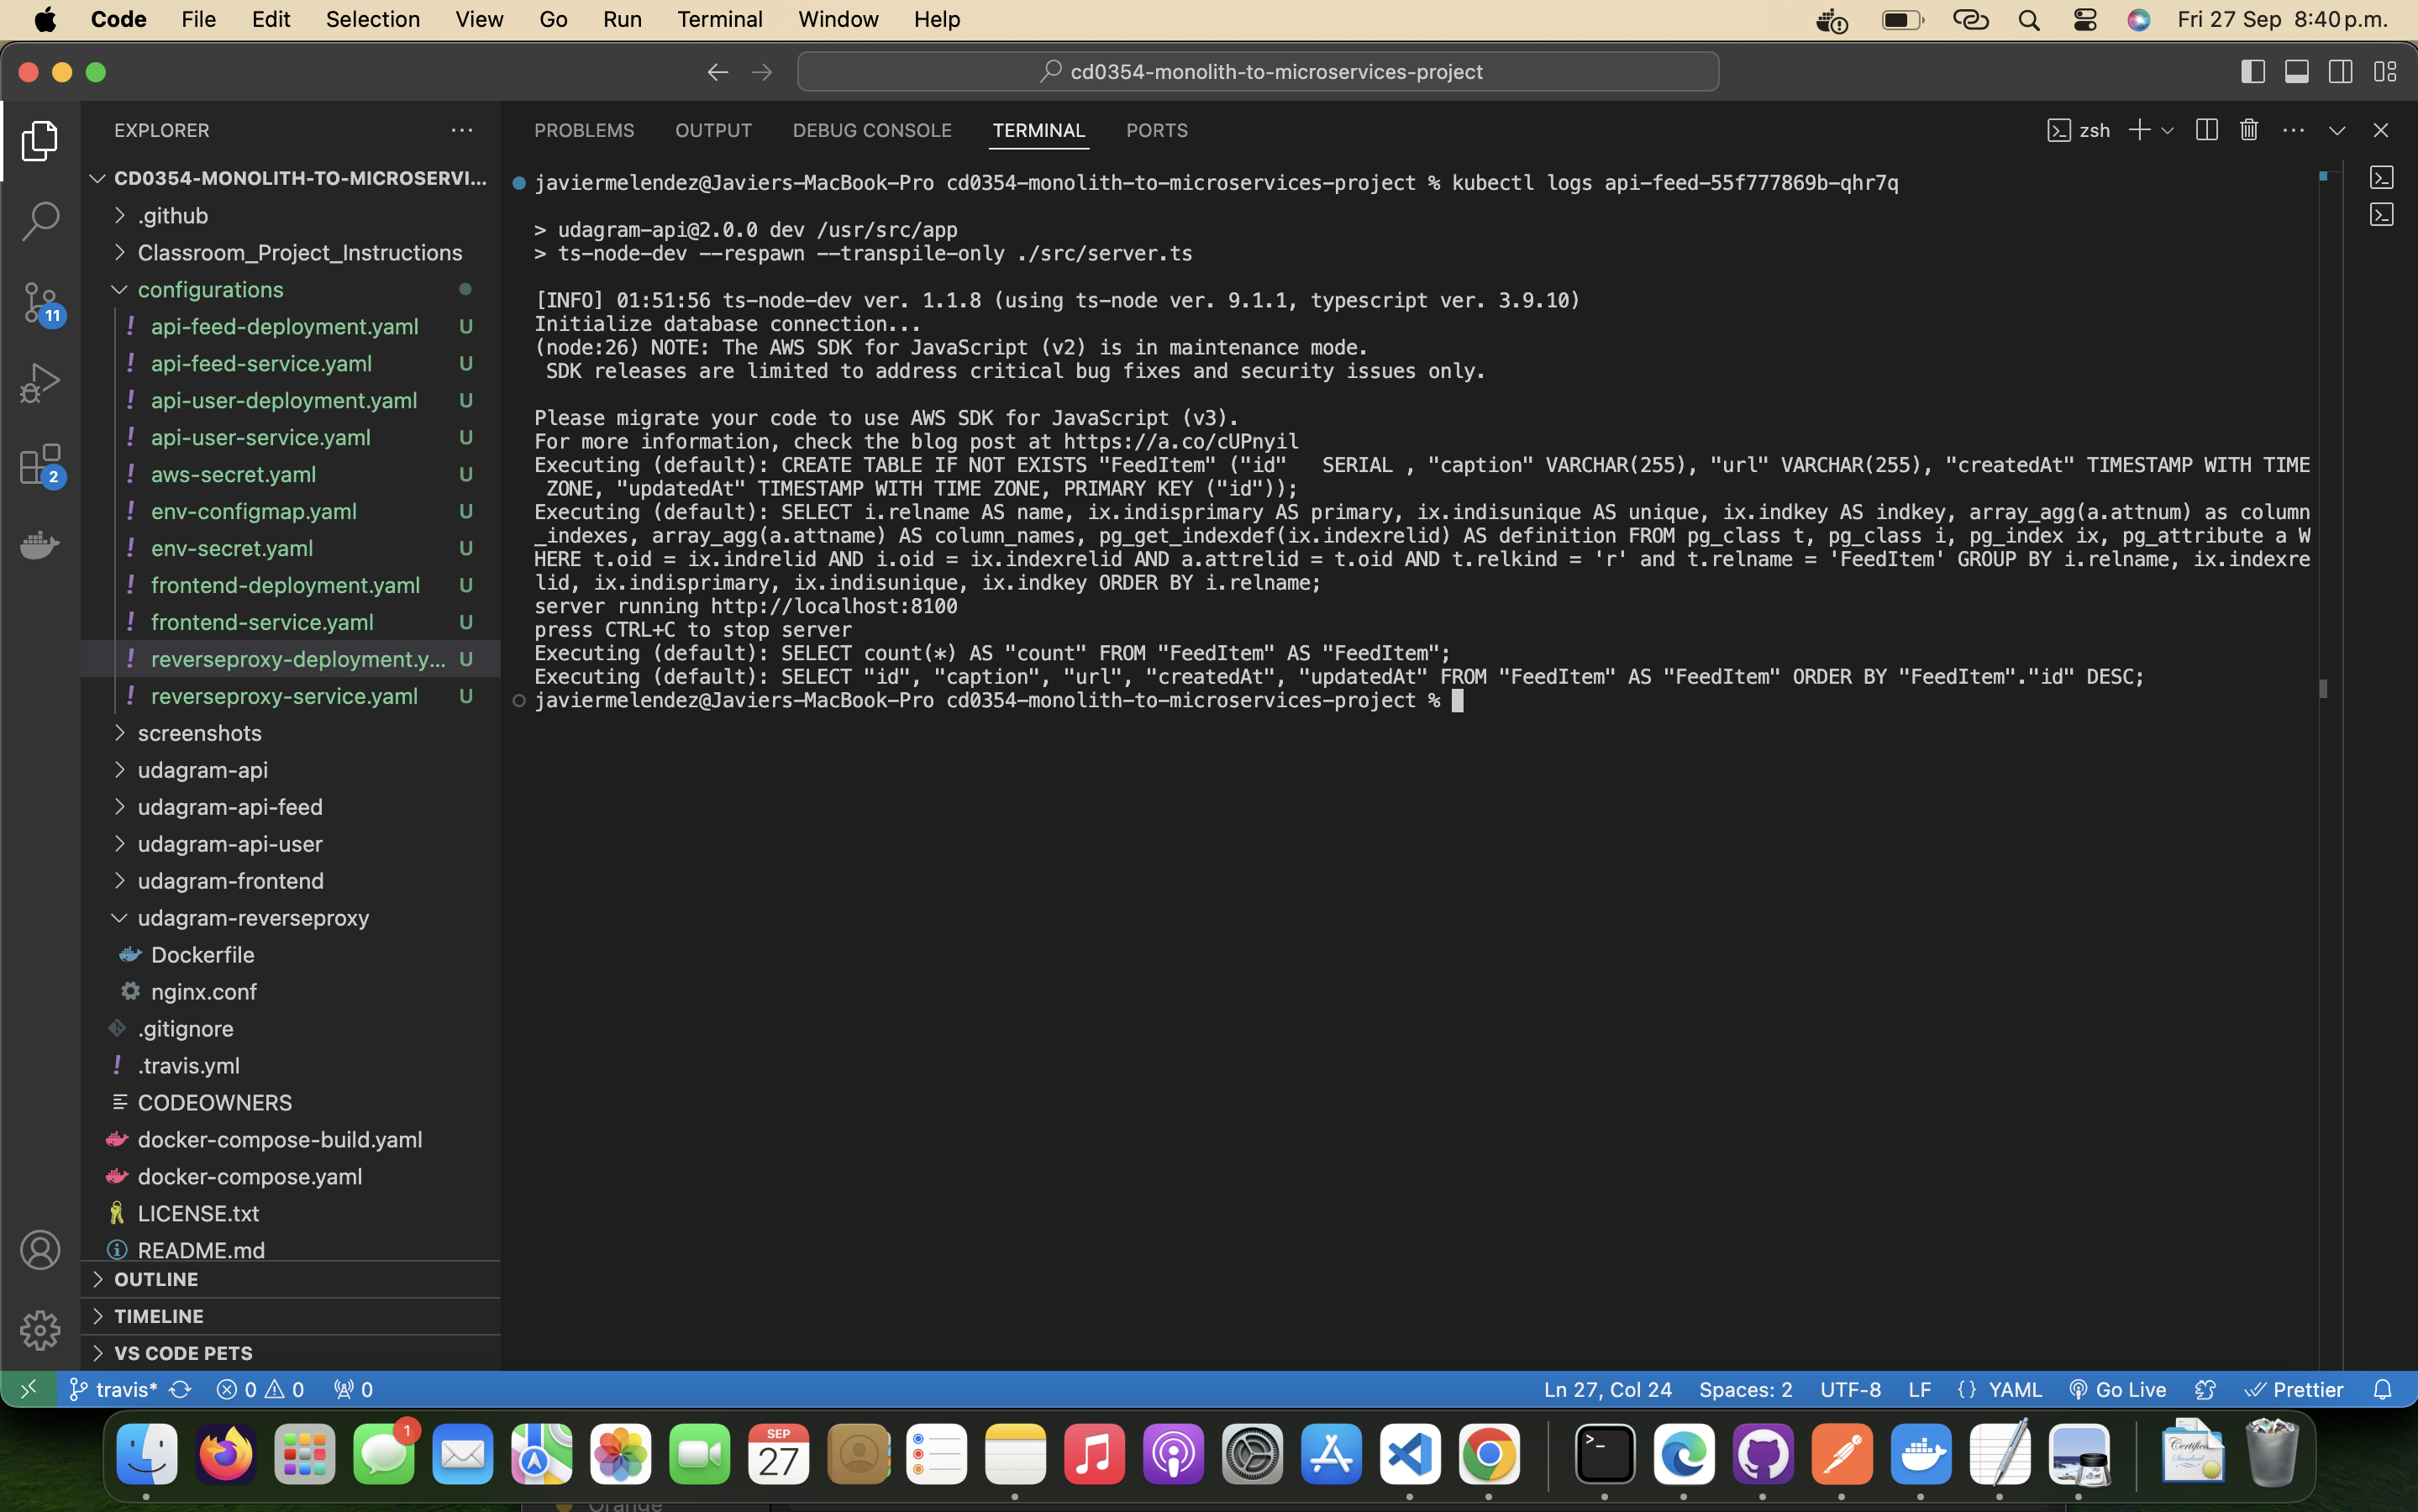 Code File Edit Selection View Go Run Terminal Window Help Fri 27 Sep 8:40 p.m.
cd0354-monolith-to-microservices-project
EXPLORER
CD0354-MONOLITH-TO-MICROSERVI...
.github
Classroom_Project_Instructions
configurations
! api-feed-deployment.yaml U
! api-feed-service.yaml U
! api-user-deployment.yaml U
! api-user-service.yaml U
! aws-secret.yaml U
! env-configmap.yaml U
! env-secret.yaml U
! frontend-deployment.yaml U
! frontend-service.yaml U
! reverseproxy-deployment.y... U
! reverseproxy-service.yaml U
screenshots
udagram-api
udagram-api-feed
udagram-api-user
udagram-frontend
udagram-reverseproxy
Dockerfile
nginx.conf
.gitignore
! .travis.yml
CODEOWNERS
docker-compose-build.yaml
docker-compose.yaml
LICENSE.txt
README.md
OUTLINE
TIMELINE
VS CODE PETS
11
2
PROBLEMS OUTPUT DEBUG CONSOLE TERMINAL PORTS zsh
javiermelendez@Javiers-MacBook-Pro cd0354-monolith-to-microservices-project % kubectl logs api-feed-55f777869b-qhr7q
> udagram-api@2.0.0 dev /usr/src/app
> ts-node-dev --respawn --transpile-only ./src/server.ts
[INFO] 01:51:56 ts-node-dev ver. 1.1.8 (using ts-node ver. 9.1.1, typescript ver. 3.9.10)
Initialize database connection...
(node:26) NOTE: The AWS SDK for JavaScript (v2) is in maintenance mode.
SDK releases are limited to address critical bug fixes and security issues only.
Please migrate your code to use AWS SDK for JavaScript (v3).
For more information, check the blog post at https://a.co/cUPnyil
Executing (default): CREATE TABLE IF NOT EXISTS "FeedItem" ("id"   SERIAL , "caption" VARCHAR(255), "url" VARCHAR(255), "createdAt" TIMESTAMP WITH TIME
ZONE, "updatedAt" TIMESTAMP WITH TIME ZONE, PRIMARY KEY ("id"));
Executing (default): SELECT i.relname AS name, ix.indisprimary AS primary, ix.indisunique AS unique, ix.indkey AS indkey, array_agg(a.attnum) as column
_indexes, array_agg(a.attname) AS column_names, pg_get_indexdef(ix.indexrelid) AS definition FROM pg_class t, pg_class i, pg_index ix, pg_attribute a W
HERE t.oid = ix.indrelid AND i.oid = ix.indexrelid AND a.attrelid = t.oid AND t.relkind = 'r' and t.relname = 'FeedItem' GROUP BY i.relname, ix.indexre
lid, ix.indisprimary, ix.indisunique, ix.indkey ORDER BY i.relname;
server running http://localhost:8100
press CTRL+C to stop server
Executing (default): SELECT count(*) AS "count" FROM "FeedItem" AS "FeedItem";
Executing (default): SELECT "id", "caption", "url", "createdAt", "updatedAt" FROM "FeedItem" AS "FeedItem" ORDER BY "FeedItem"."id" DESC;
javiermelendez@Javiers-MacBook-Pro cd0354-monolith-to-microservices-project %
travis* 0 0 0 Ln 27, Col 24 Spaces: 2 UTF-8 LF {} YAML Go Live Prettier
1
SEP
27
Orange